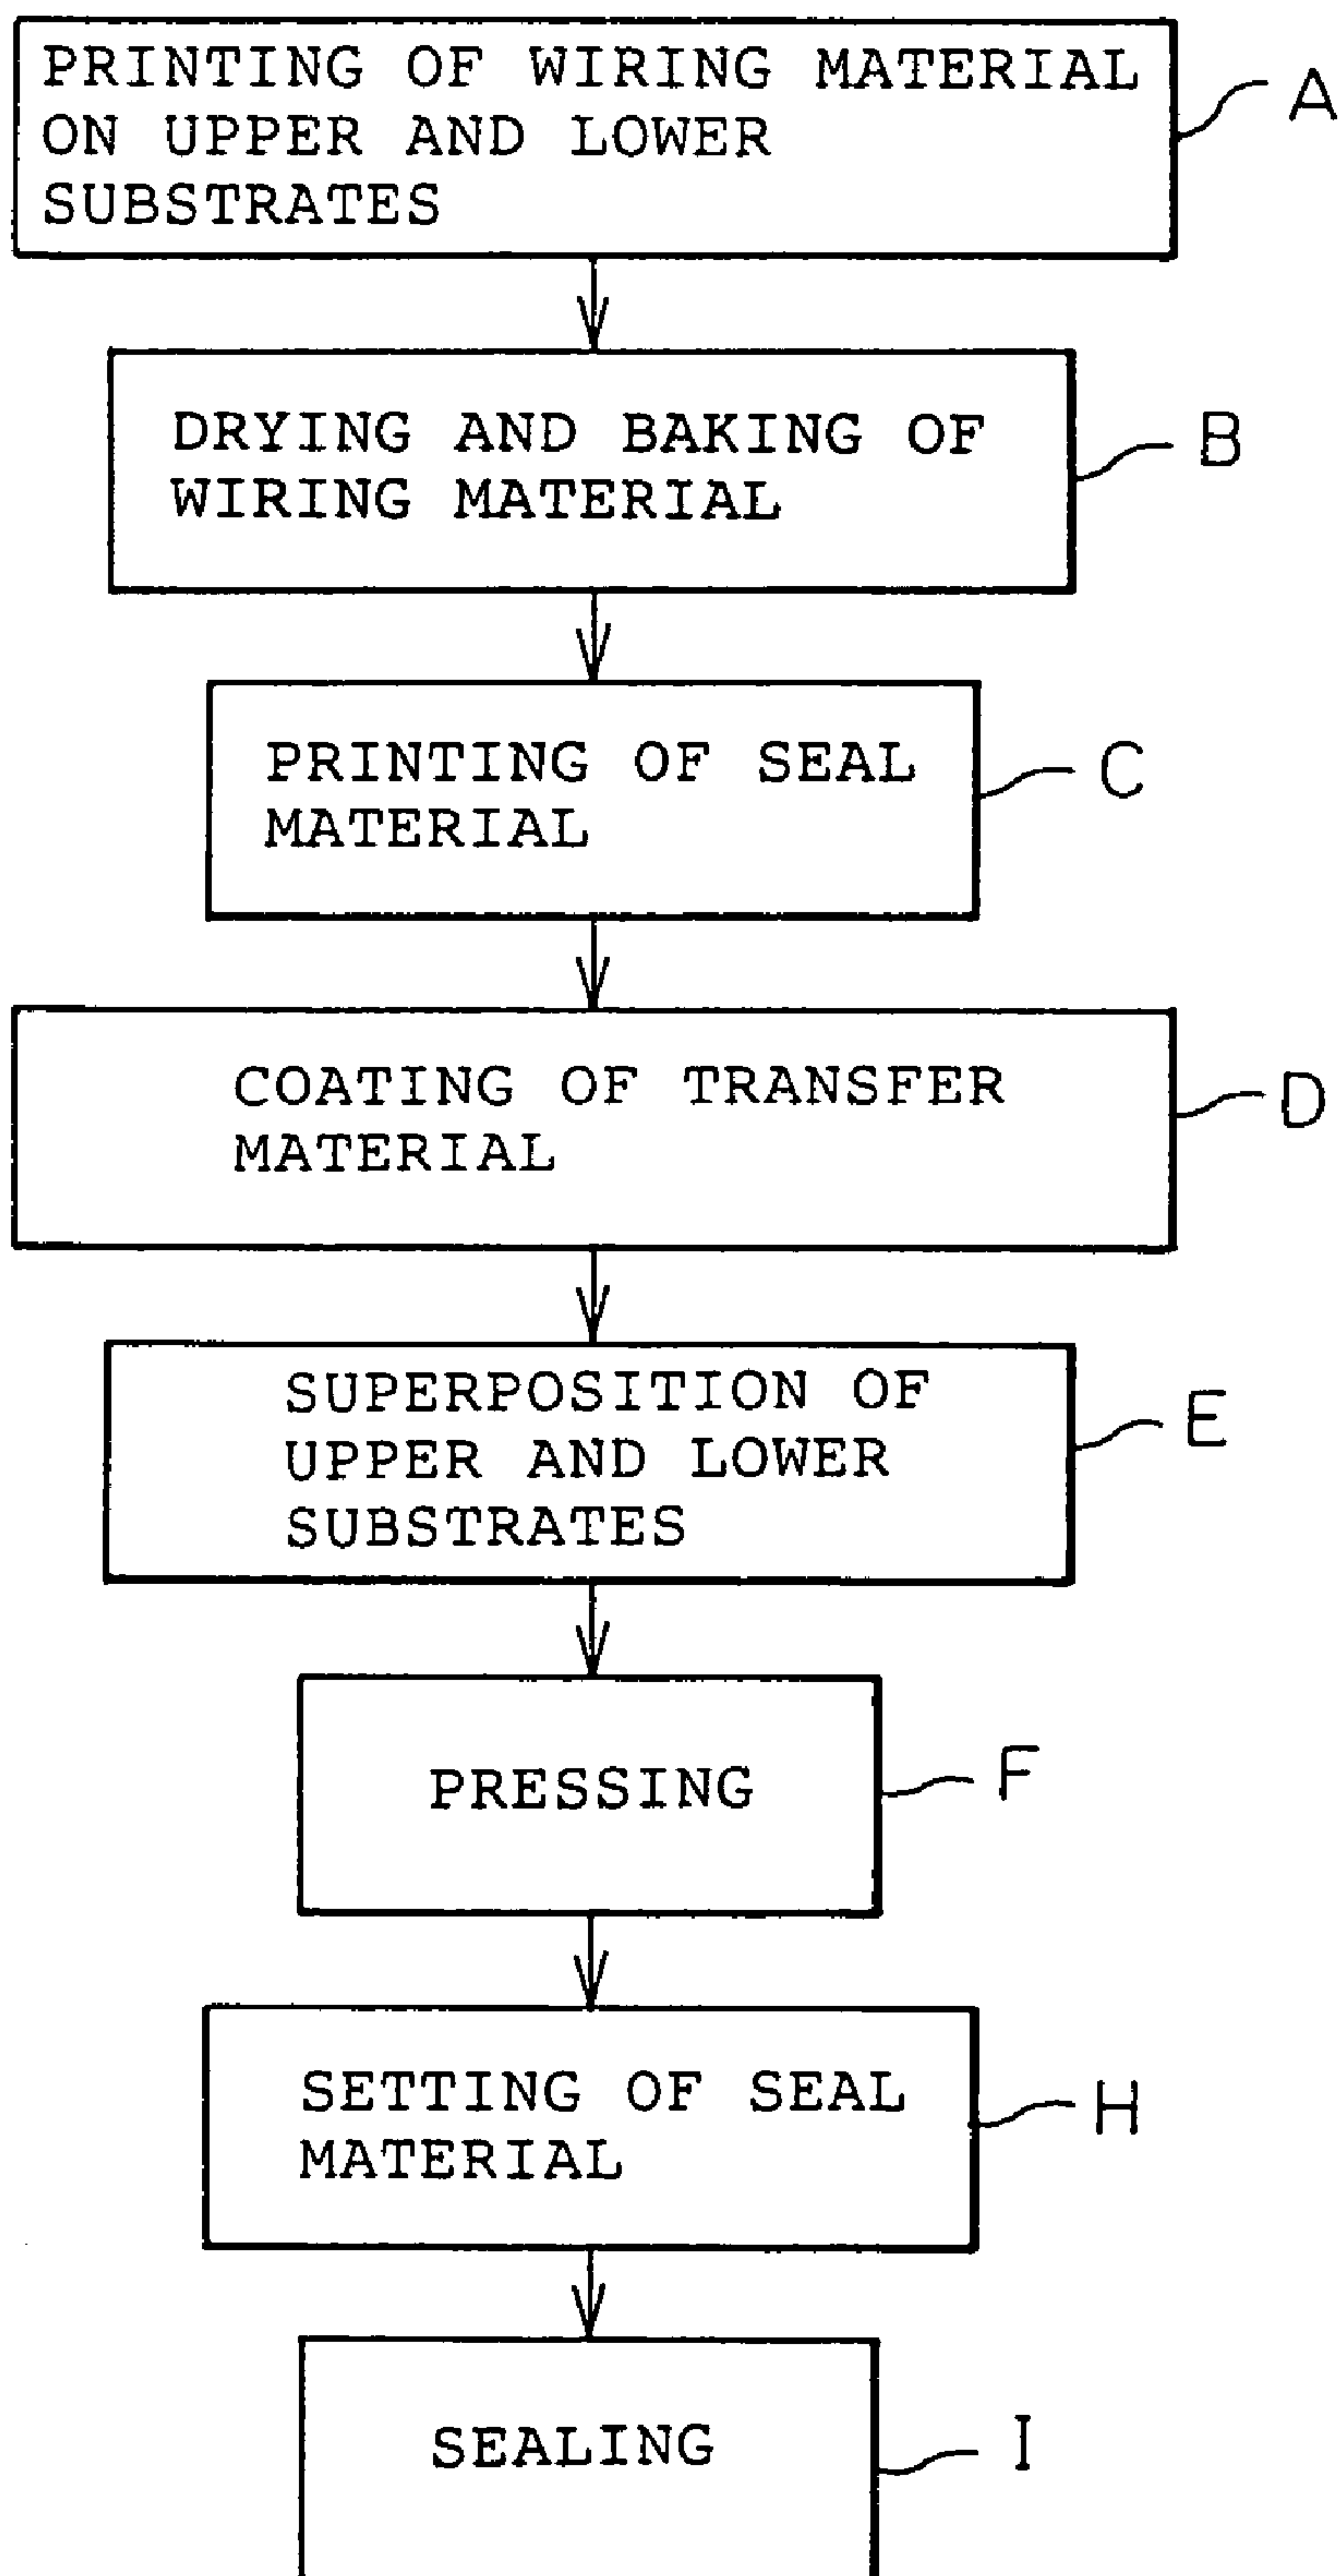 PRINTING OF WIRING MATERIAL
ON UPPER AND LOWER
SUBSTRATES
A
DRYING AND BAKING OF
WIRING MATERIAL
B
PRINTING OF SEAL
MATERIAL
C
COATING OF TRANSFER
MATERIAL
D
SUPERPOSITION OF
UPPER AND LOWER
SUBSTRATES
E
PRESSING
F
SETTING OF SEAL
MATERIAL
H
SEALING
I